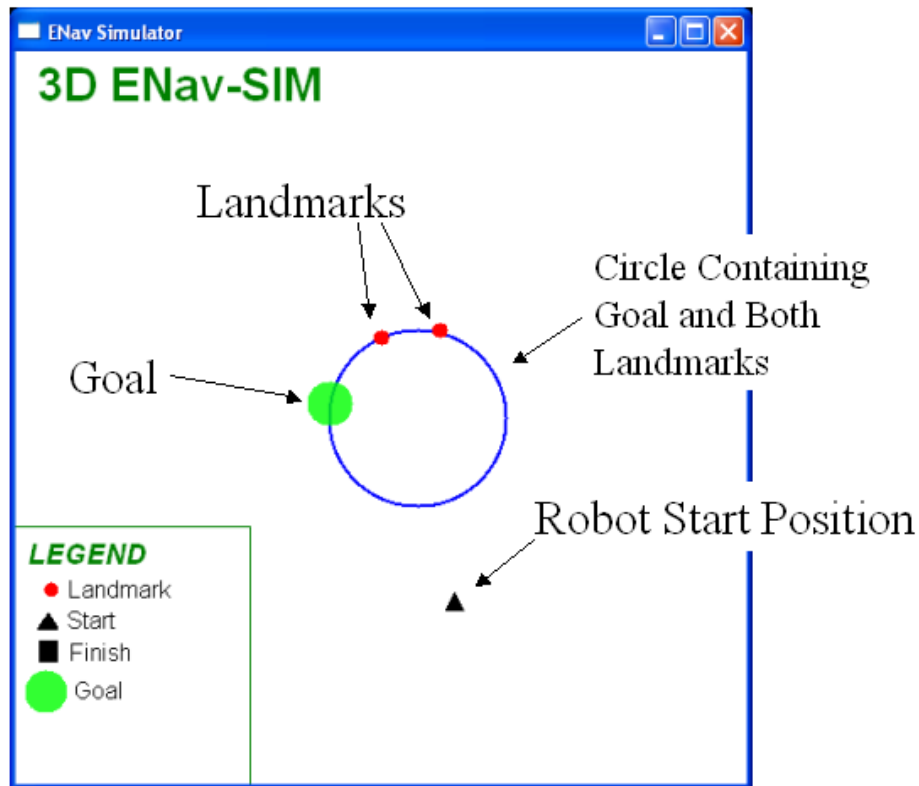 ENav Simulator
3D ENav-SIM
Landmarks
Circle Containing
Goal and Both
Landmarks
Goal
Robot Start Position
LEGEND
Landmark
Start
Finish
Goal